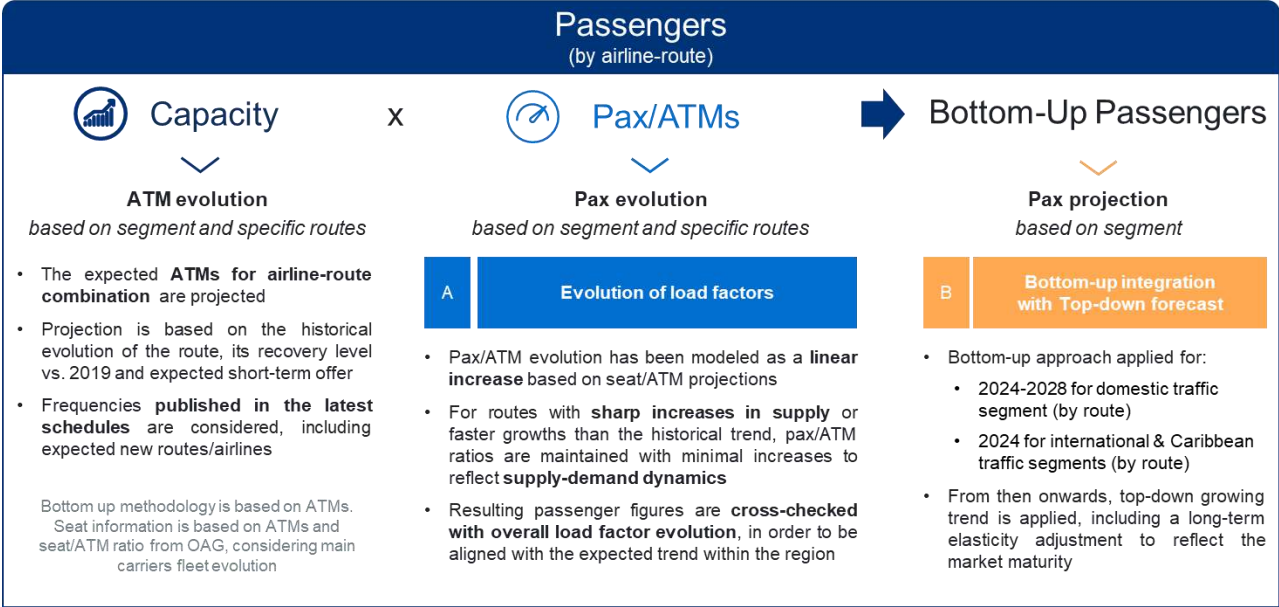 Passengers
(by airline-route)
Capacity
x
Pax/ATMs
Bottom-Up Passengers
ATM evolution
based on segment and specific routes
• The expected ATMs for airline-route
combination are projected
• Projection is based on the historical
evolution of the route, its recovery level
vs. 2019 and expected short-term offer
• Frequencies published in the latest
schedules are considered, including
expected new routes/airlines
Bottom up methodology is based on ATMs.
Seat information is based on ATMs and
seat/ATM ratio from OAG, considering main
carriers fleet evolution
Pax evolution
based on segment and specific routes
A
Evolution of load factors
• Pax/ATM evolution has been modeled as a linear
increase based on seat/ATM projections
• For routes with sharp increases in supply or
faster growths than the historical trend, pax/ATM
ratios are maintained with minimal increases to
reflect supply-demand dynamics
• Resulting passenger figures are cross-checked
with overall load factor evolution, in order to be
aligned with the expected trend within the region
Pax projection
based on segment
B
Bottom-up integration
with Top-down forecast
• Bottom-up approach applied for:
• 2024-2028 for domestic traffic
segment (by route)
• 2024 for international & Caribbean
traffic segments (by route)
• From then onwards, top-down growing
trend is applied, including a long-term
elasticity adjustment to reflect the
market maturity